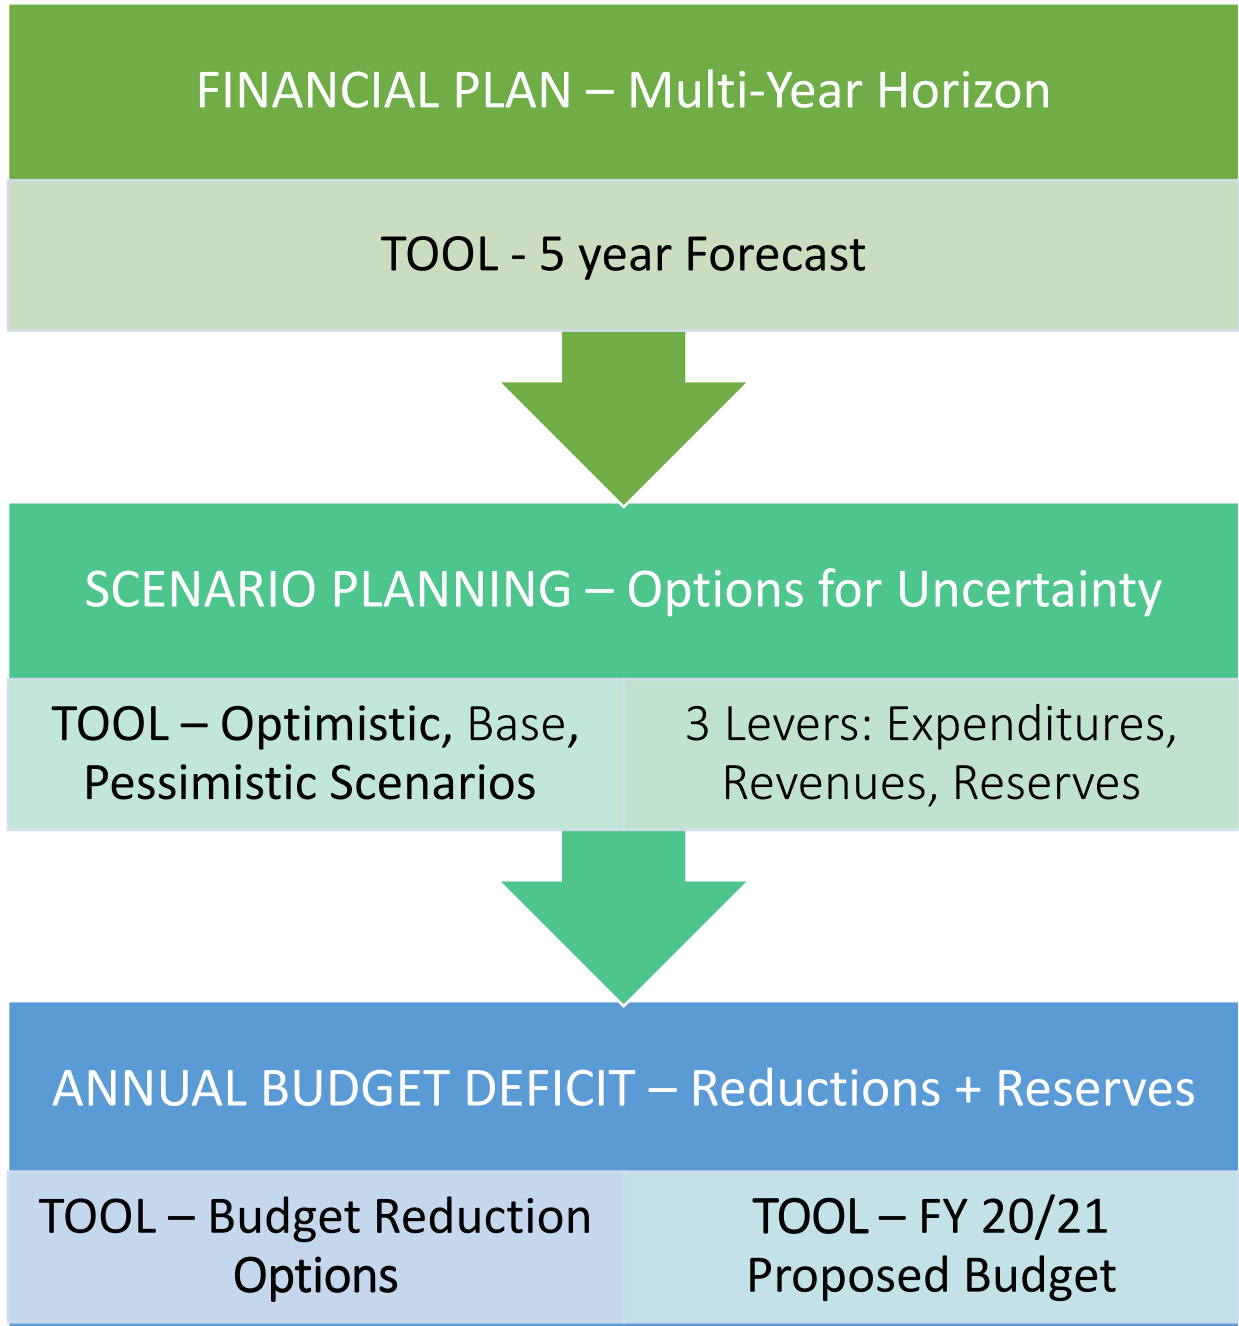 FINANCIAL PLAN – Multi-Year Horizon
TOOL - 5 year Forecast
SCENARIO PLANNING – Options for Uncertainty
TOOL – Optimistic, Base,
Pessimistic Scenarios
3 Levers: Expenditures,
Revenues, Reserves
ANNUAL BUDGET DEFICIT – Reductions + Reserves
TOOL – Budget Reduction
Options
TOOL – FY 20/21
Proposed Budget